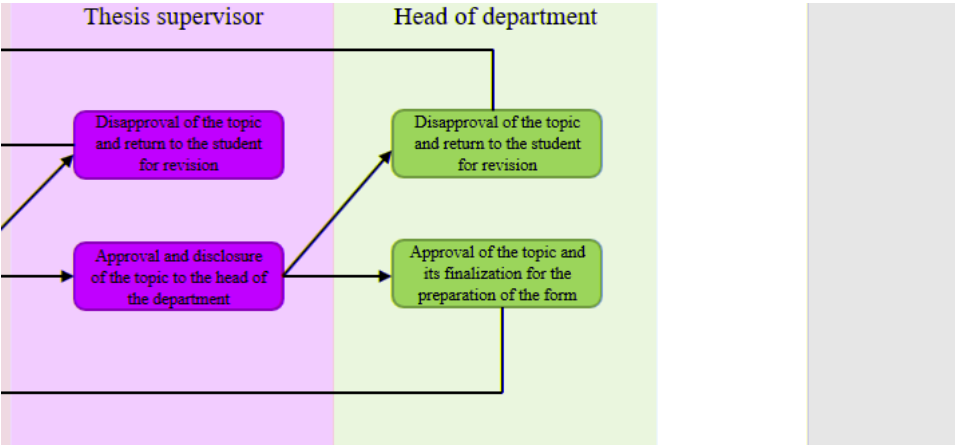 Thesis supervisor
Head of department
Disapproval of the topic
and return to the student
for revision
Disapproval of the topic
and return to the student
for revision
Approval and disclosure
of the topic to the head of
the department
Approval of the topic and
its finalization for the
preparation of the form